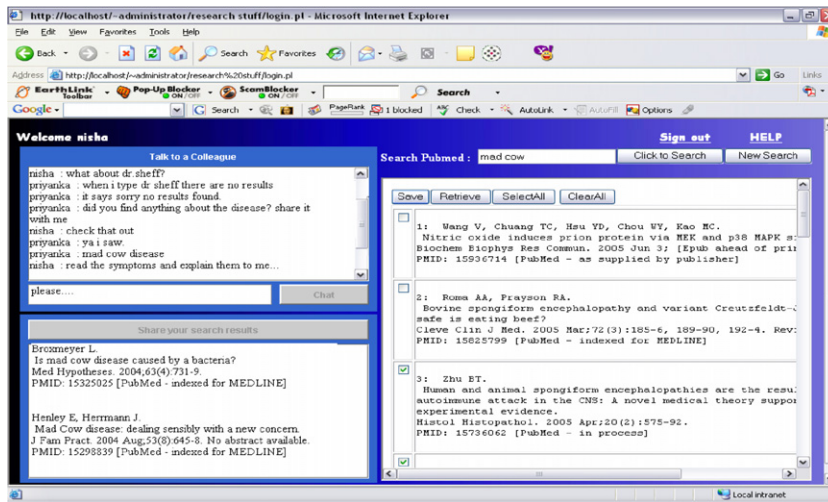 http://localhost/~administrator/research stuff/login.pl - Microsoft Internet Explorer
File Edit View Favorites Tools Help
Back Search Favorites
Address http://localhost/~administrator/research%20stuff/login.pl Go Links
EarthLink Toolbar Pop-Up Blocker ON / OFF ScamBlocker ON / OFF Search
Google Search PageRank 1 blocked Check AutoLink AutoFill Options
Welcome nisha Sign out HELP
Talk to a Colleague
nisha : what about dr.sheff?
priyanka : when i type dr sheff there are no results
priyanka : it says sorry no results found.
priyanka : did you find anything about the disease? share it
with me
nisha : check that out
priyanka : ya i saw.
priyanka : mad cow disease
nisha : read the symptoms and explain them to me...
please....
Chat
Share your search results
Broxmeyer L.
Is mad cow disease caused by a bacteria?
Med Hypotheses. 2004;63(4):731-9.
PMID: 15325025 [PubMed - indexed for MEDLINE]
Henley E, Herrmann J.
Mad Cow disease: dealing sensibly with a new concern.
J Fam Pract. 2004 Aug;53(8):645-8. No abstract available.
PMID: 15298839 [PubMed - indexed for MEDLINE]
Search Pubmed : mad cow Click to Search New Search
Save Retrieve SelectAll ClearAll
1: Wang V, Chuang TC, Hsu YD, Chou WY, Kao MC.
Nitric oxide induces prion protein via MEK and p38 MAPK si
Biochem Biophys Res Commun. 2005 Jun 3; [Epub ahead of prin
PMID: 15936714 [PubMed - as supplied by publisher]
2: Roma AA, Prayson RA.
Bovine spongiform encephalopathy and variant Creutzfeldt-J
safe is eating beef?
Cleve Clin J Med. 2005 Mar;72(3):185-6, 189-90, 192-4. Revi
PMID: 15825799 [PubMed - indexed for MEDLINE]
3: Zhu BT.
Human and animal spongiform encephalopathies are the resul
autoimmune attack in the CNS: A novel medical theory suppor
experimental evidence.
Histol Histopathol. 2005 Apr;20(2):575-92.
PMID: 15736062 [PubMed - in process]
Local intranet